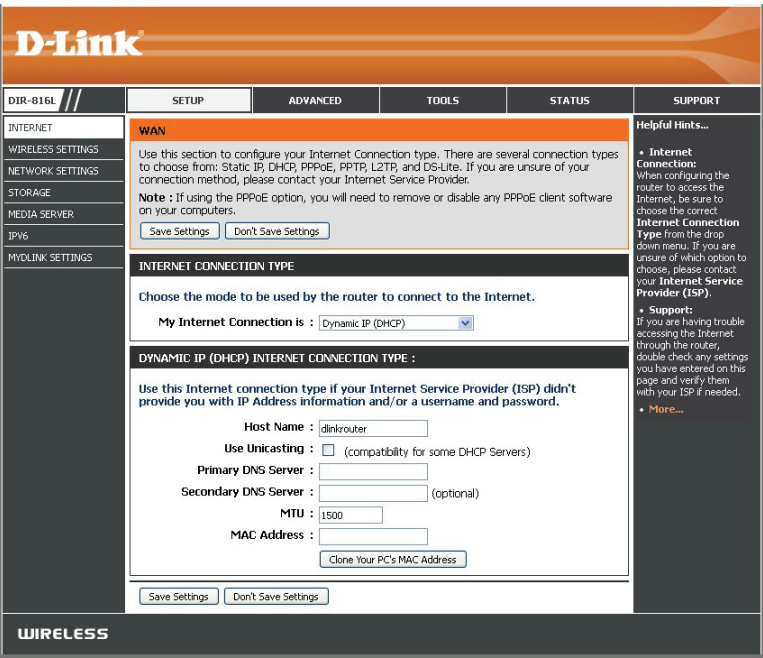 D-Link
DIR-816L
SETUP
ADVANCED
TOOLS
STATUS
SUPPORT
INTERNET
WIRELESS SETTINGS
NETWORK SETTINGS
STORAGE
MEDIA SERVER
IPV6
MYDLINK SETTINGS
WAN
Use this section to configure your Internet Connection type. There are several connection types
to choose from: Static IP, DHCP, PPPoE, PPTP, L2TP, and DS-Lite. If you are unsure of your
connection method, please contact your Internet Service Provider.
Note : If using the PPPoE option, you will need to remove or disable any PPPoE client software
on your computers.
Save Settings Don't Save Settings
INTERNET CONNECTION TYPE
Choose the mode to be used by the router to connect to the Internet.
My Internet Connection is : Dynamic IP (DHCP)
DYNAMIC IP (DHCP) INTERNET CONNECTION TYPE :
Use this Internet connection type if your Internet Service Provider (ISP) didn't
provide you with IP Address information and/or a username and password.
Host Name : dlinkrouter
Use Unicasting : (compatibility for some DHCP Servers)
Primary DNS Server :
Secondary DNS Server : (optional)
MTU : 1500
MAC Address :
Clone Your PC's MAC Address
Save Settings Don't Save Settings
Helpful Hints...
• Internet
Connection:
When configuring the
router to access the
Internet, be sure to
choose the correct
Internet Connection
Type from the drop
down menu. If you are
unsure of which option to
choose, please contact
your Internet Service
Provider (ISP).
• Support:
If you are having trouble
accessing the Internet
through the router,
double check any settings
you have entered on this
page and verify them
with your ISP if needed.
• More...
WIRELESS